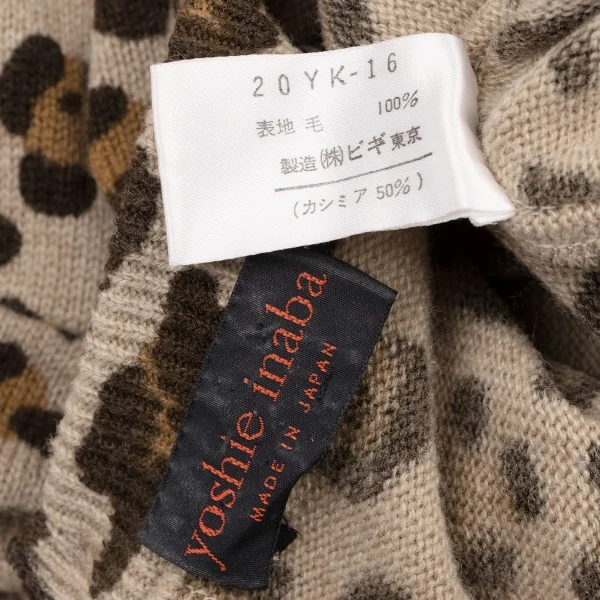 20YK-16
表地 毛 100%
製造 (株) ビギ 東京
(カシミア 50%)
yoshie inaba
MADE IN JAPAN